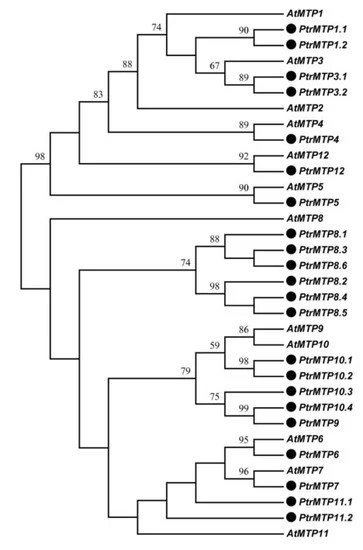 AtMTP1
74
90
PtrMTP1.1
PtrMTP1.2
AtMTP3
67
88
89
PtrMTP3.1
PtrMTP3.2
83
AtMTP2
AtMTP4
89
PtrMTP4
AtMTP12
92
98
PtrMTP12
AtMTP5
90
PtrMTP5
AtMTP8
PtrMTP8.1
88
PtrMTP8.3
74
PtrMTP8.6
PtrMTP8.2
98
PtrMTP8.4
PtrMTP8.5
AtMTP9
86
59
AtMTP10
98
PtrMTP10.1
79
PtrMTP10.2
PtrMTP10.3
75
99
PtrMTP10.4
PtrMTP9
AtMTP6
95
PtrMTP6
AtMTP7
96
PtrMTP7
PtrMTP11.1
PtrMTP11.2
AtMTP11